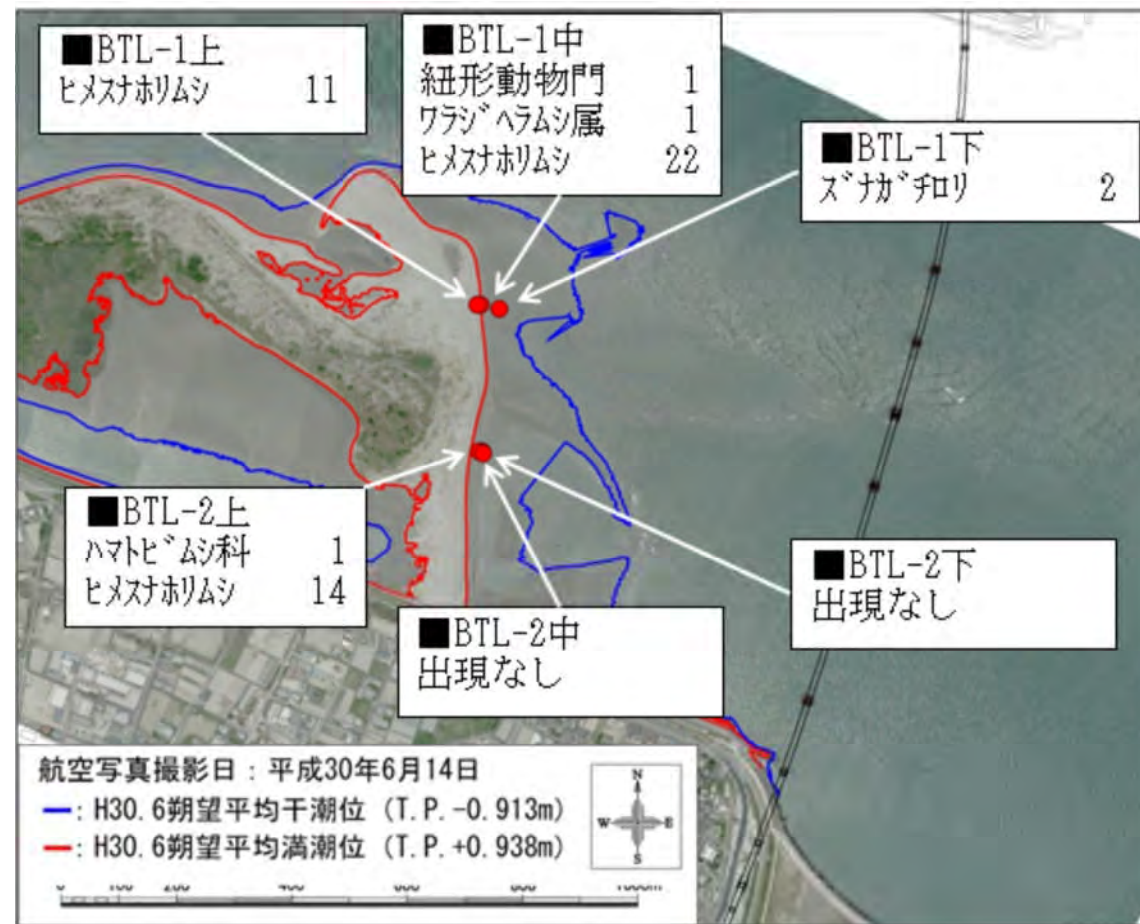 ■BTL-1上
ヒメスナホリムシ 11
■BTL-1中
紐形動物門 1
ワラジヘラムシ属 1
ヒメスナホリムシ 22
■BTL-1下
ズナガチロリ 2
■BTL-2上
ハマトビムシ科 1
ヒメスナホリムシ 14
■BTL-2中
出現なし
■BTL-2下
出現なし
航空写真撮影日：平成30年6月14日
―: H30.6朔望平均干潮位 (T.P.-0.913m)
―: H30.6朔望平均満潮位 (T.P.+0.938m)
N
W E
S